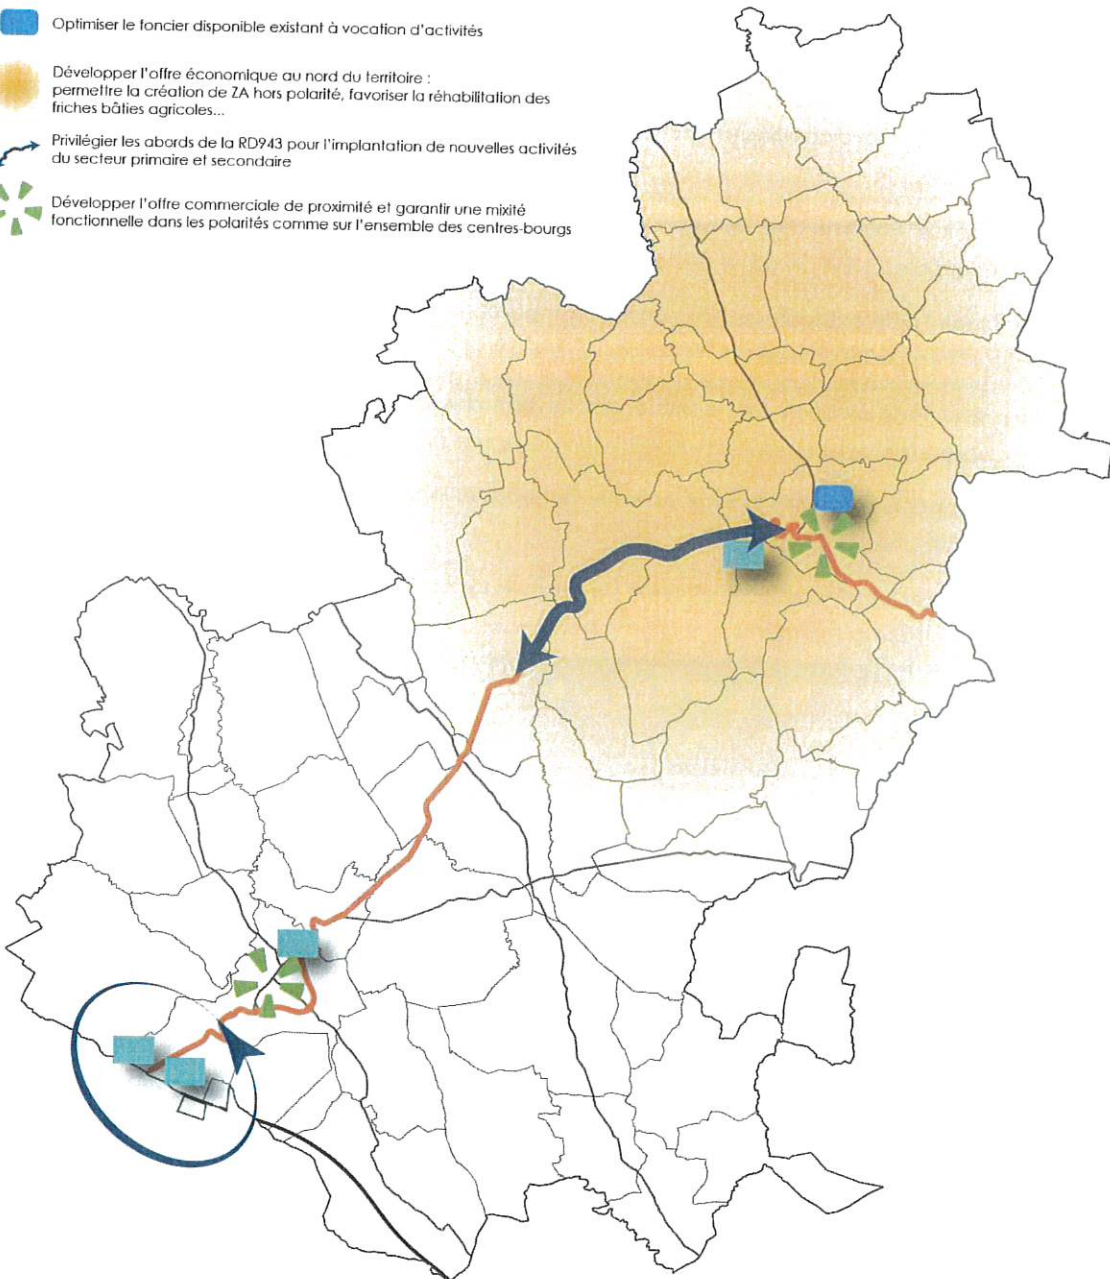 Optimiser le foncier disponible existant à vocation d'activités
Développer l'offre économique au nord du territoire :
permettre la création de ZA hors polarité, favoriser la réhabilitation des
friches bâties agricoles...
Privilégier les abords de la RD943 pour l'implantation de nouvelles activités
du secteur primaire et secondaire
Développer l'offre commerciale de proximité et garantir une mixité
fonctionnelle dans les polarités comme sur l'ensemble des centres-bourgs